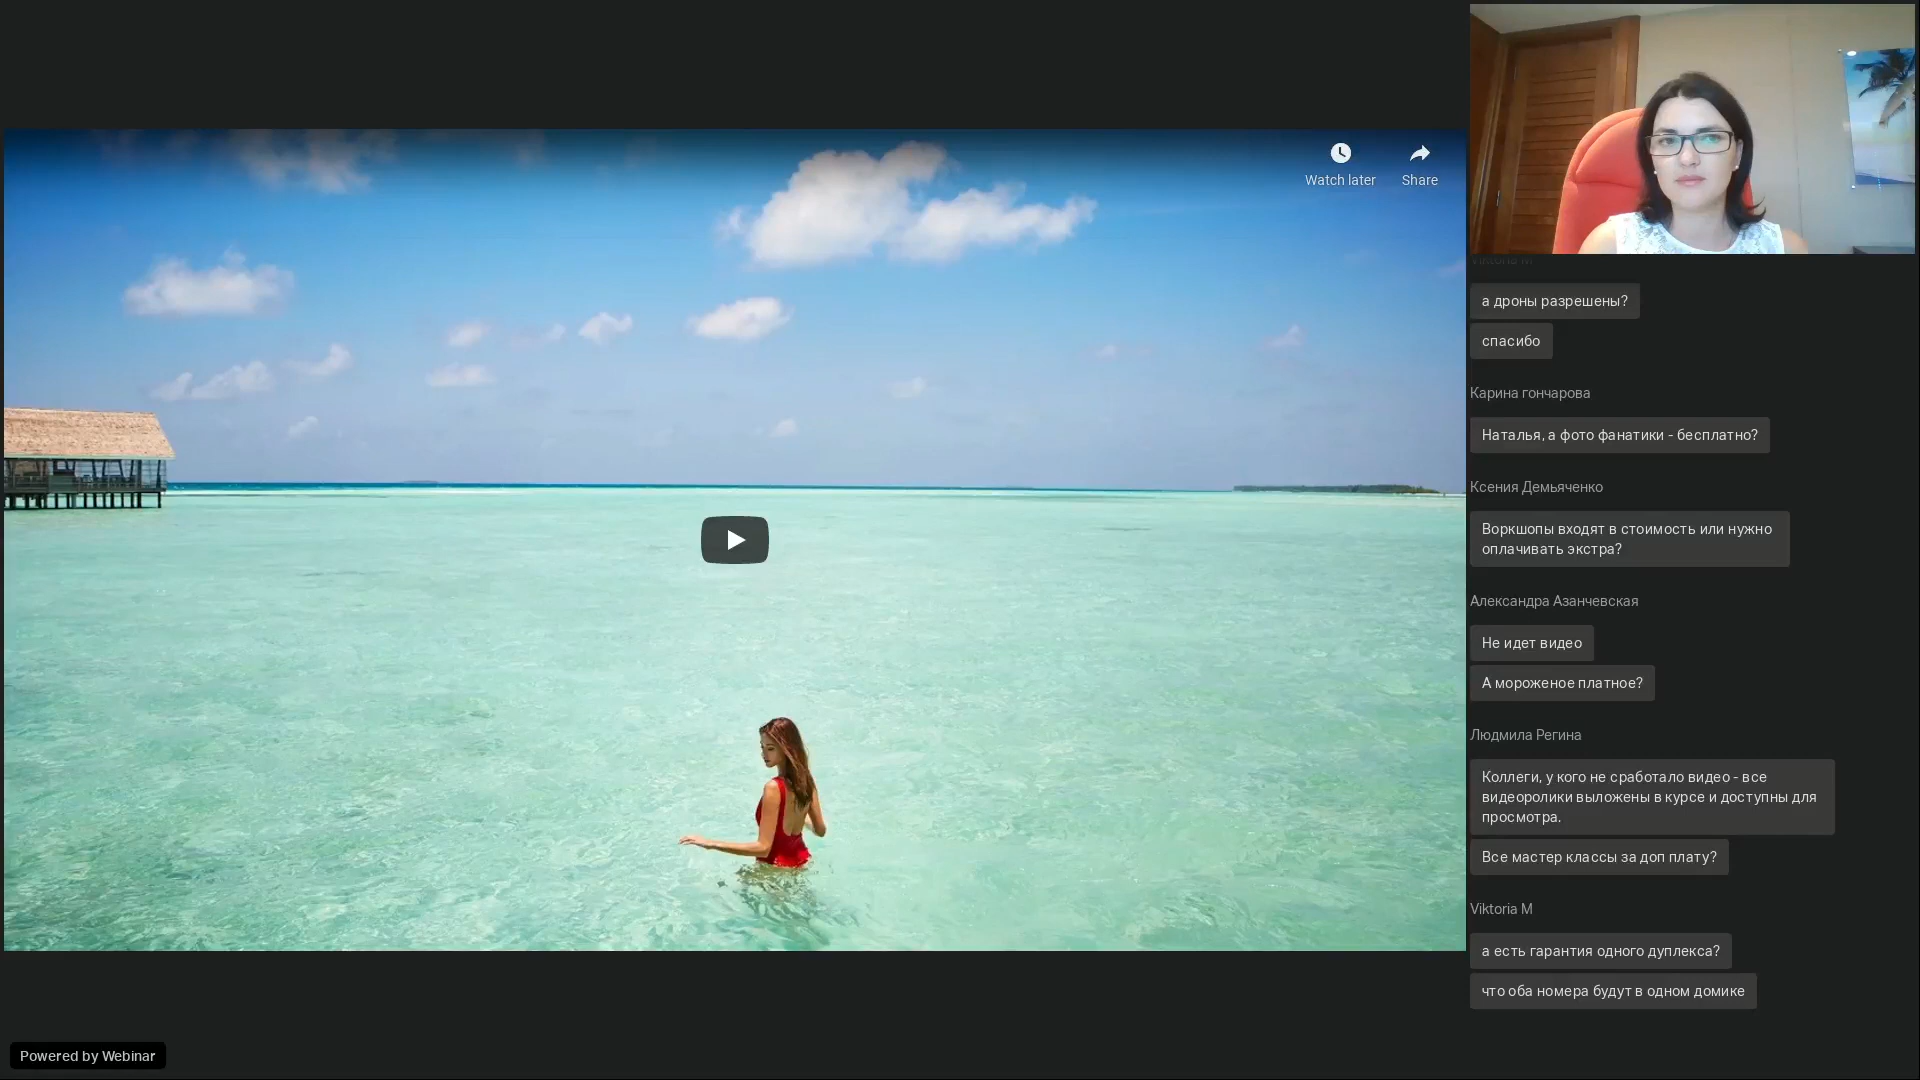 Watch later
Share
Viktoria M
а дроны разрешены?
спасибо
Карина гончарова
Наталья, а фото фанатики - бесплатно?
Ксения Демьяченко
Воркшопы входят в стоимость или нужно
оплачивать экстра?
Александра Азанчевская
Не идет видео
А мороженое платное?
Людмила Регина
Коллеги, у кого не сработало видео - все
видеоролики выложены в курсе и доступны для
просмотра.
Все мастер классы за доп плату?
Viktoria M
а есть гарантия одного дуплекса?
что оба номера будут в одном домике
Powered by Webinar